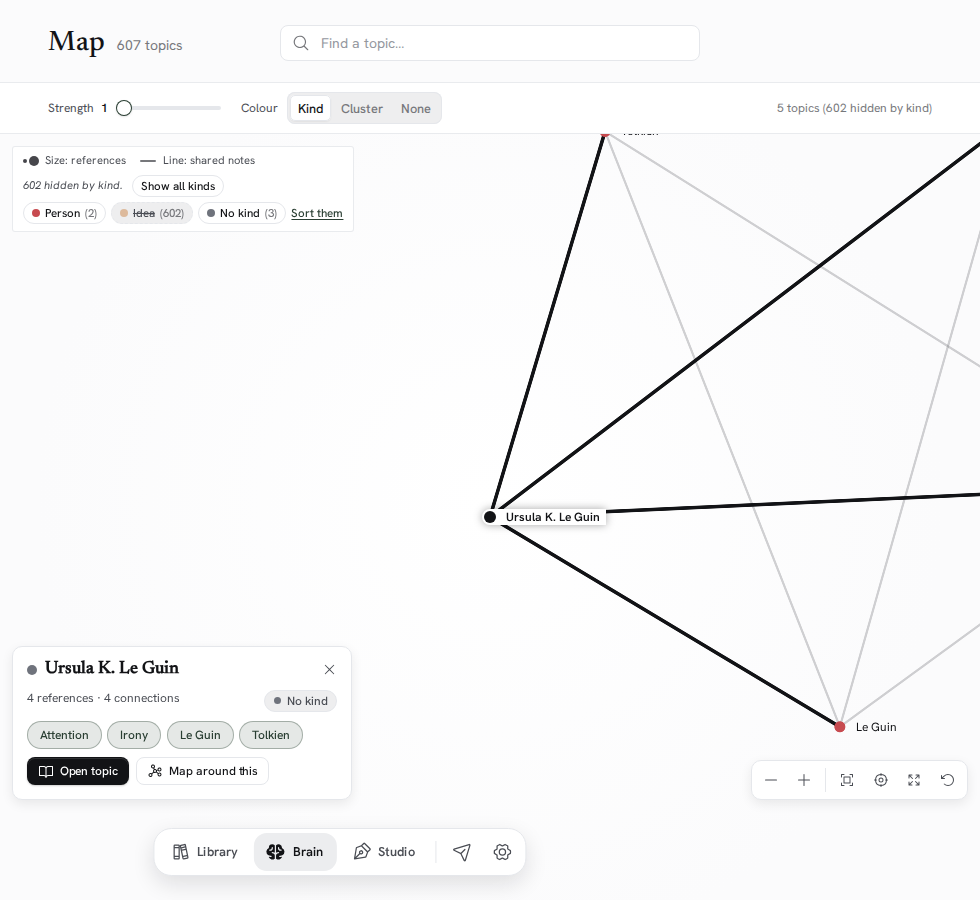 Map 607 topics
Find a topic...
Strength 1 Colour Kind Cluster None 5 topics (602 hidden by kind)
Size: references Line: shared notes
602 hidden by kind. Show all kinds
Person (2) Idea (602) No kind (3) Sort them
Ursula K. Le Guin
Ursula K. Le Guin
4 references · 4 connections No kind
Attention Irony Le Guin Tolkien
Open topic Map around this
Le Guin
Library Brain Studio